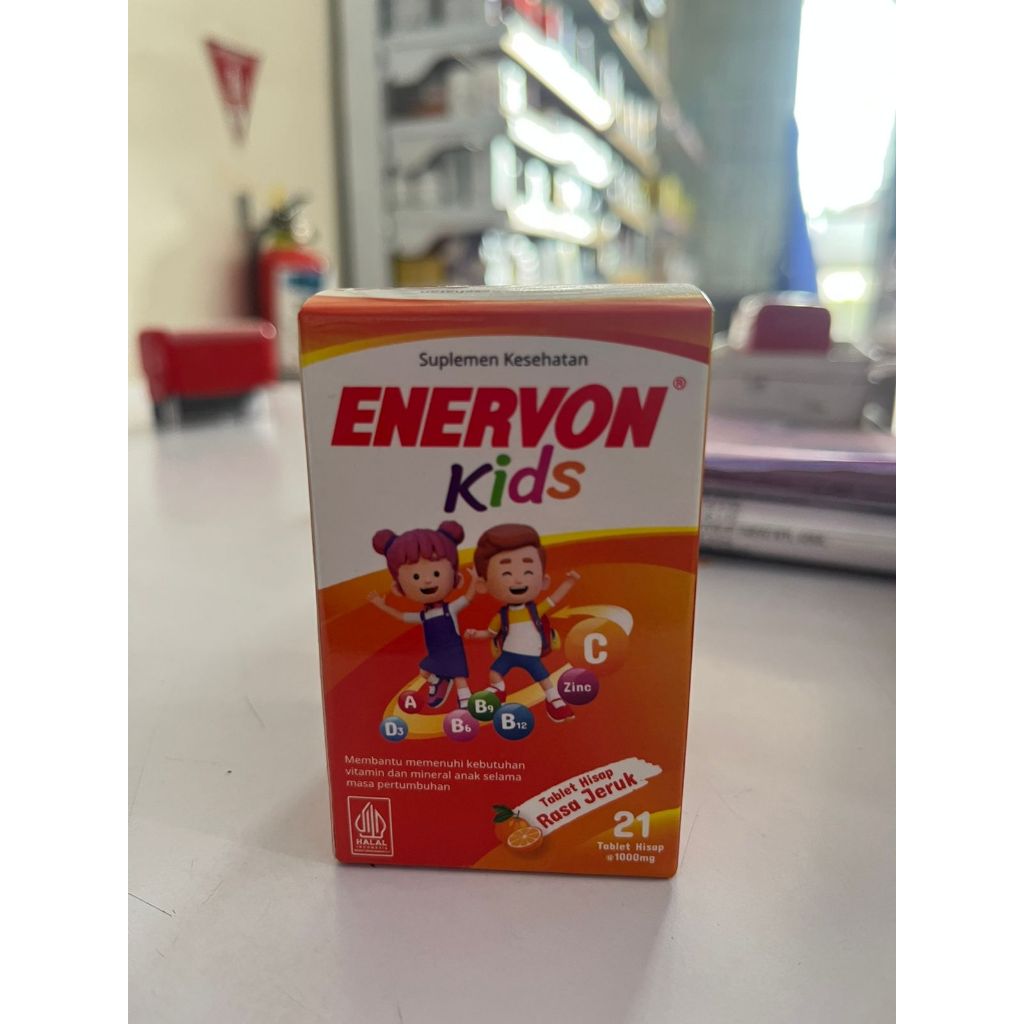 Suplemen Kesehatan
ENERVON®
Kids
C
Zinc
A
B9
D3
B6
B12
Membantu memenuhi kebutuhan
vitamin dan mineral anak selama
masa pertumbuhan
Tablet Hisap
Rasa Jeruk
HALAL
INDONESIA
21
Tablet Hisap
@1000mg